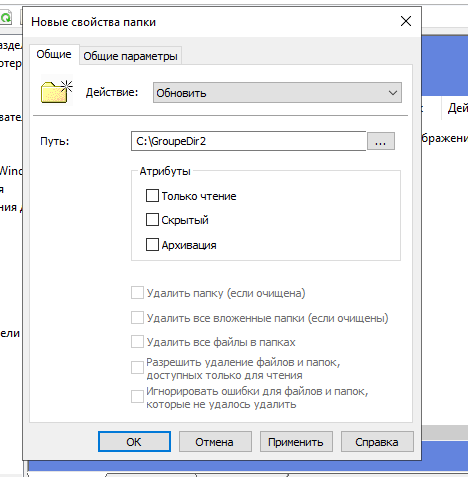 Новые свойства папки
Общие
Общие параметры
Действие:
Обновить
Путь:
C:\GroupeDir2
...
Атрибуты
Только чтение
Скрытый
Архивация
Удалить папку (если очищена)
Удалить все вложенные папки (если очищены)
Удалить все файлы в папках
Разрешить удаление файлов и папок,
доступных только для чтения
Игнорировать ошибки для файлов и папок,
которые не удалось удалить
ОК
Отмена
Применить
Справка